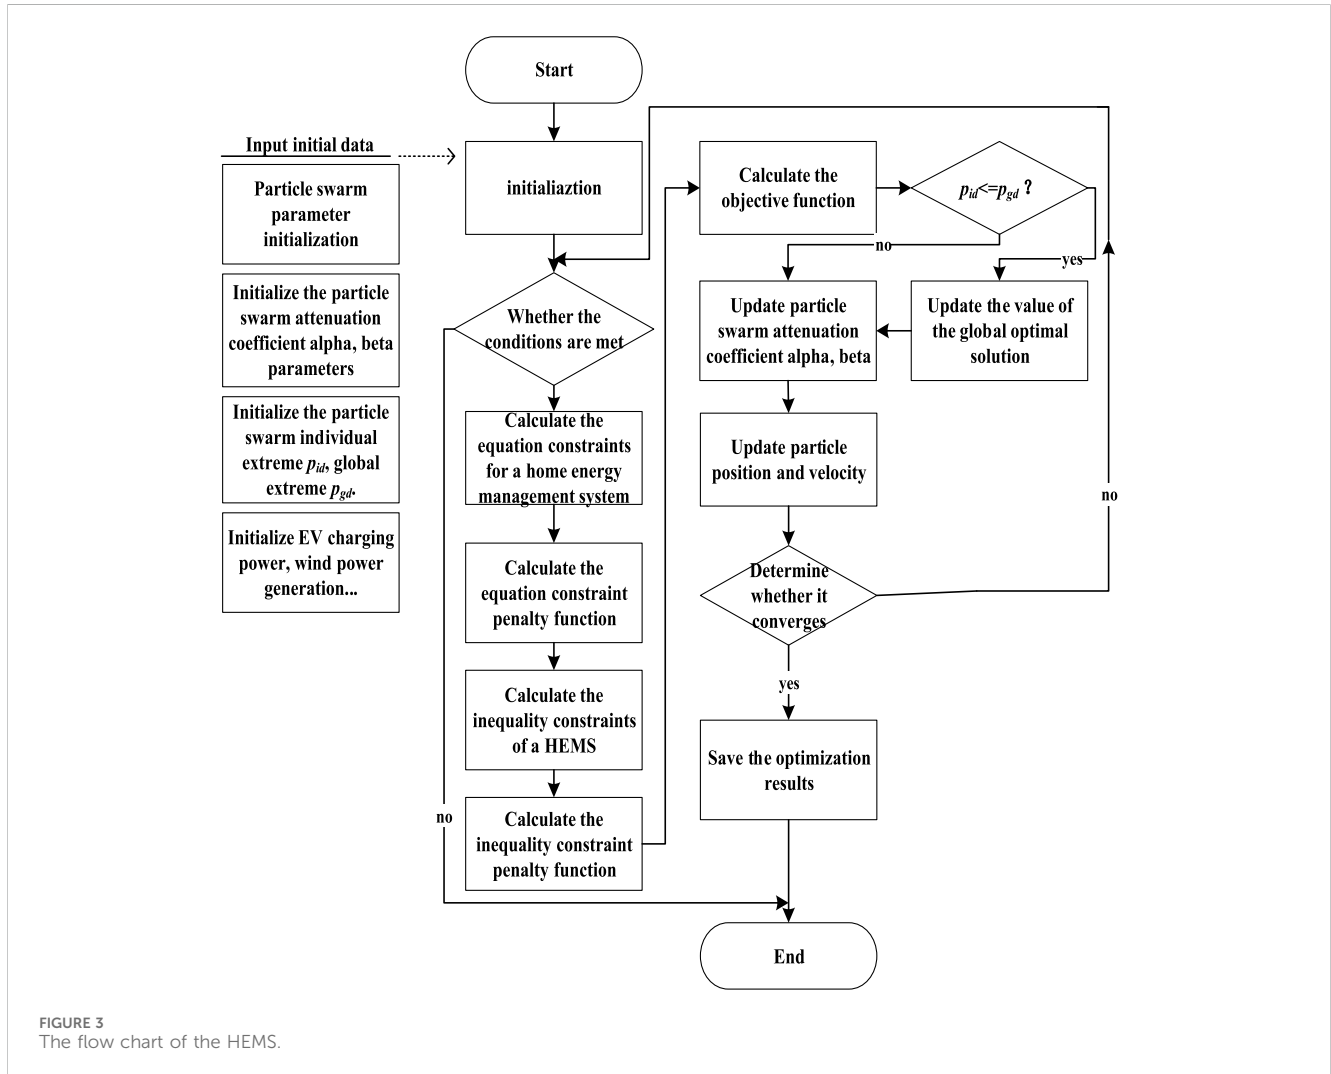 Start
Input initial data
Particle swarm
parameter
initialization
Initialize the particle
swarm attenuation
coefficient alpha, beta
parameters
Initialize the particle
swarm individual
extreme pid, global
extreme pgd.
Initialize EV charging
power, wind power
generation...
initialiaztion
Whether the
conditions are met
Calculate the
equation constraints
for a home energy
management system
Calculate the
equation constraint
penalty function
Calculate the
inequality constraints
of a HEMS
no
Calculate the
inequality constraint
penalty function
Calculate the
objective function
pid<=pgd ?
no
yes
Update particle
swarm attenuation
coefficient alpha, beta
Update the value of
the global optimal
solution
Update particle
position and velocity
no
Determine
whether it
converges
yes
Save the optimization
results
End
FIGURE 3
The flow chart of the HEMS.